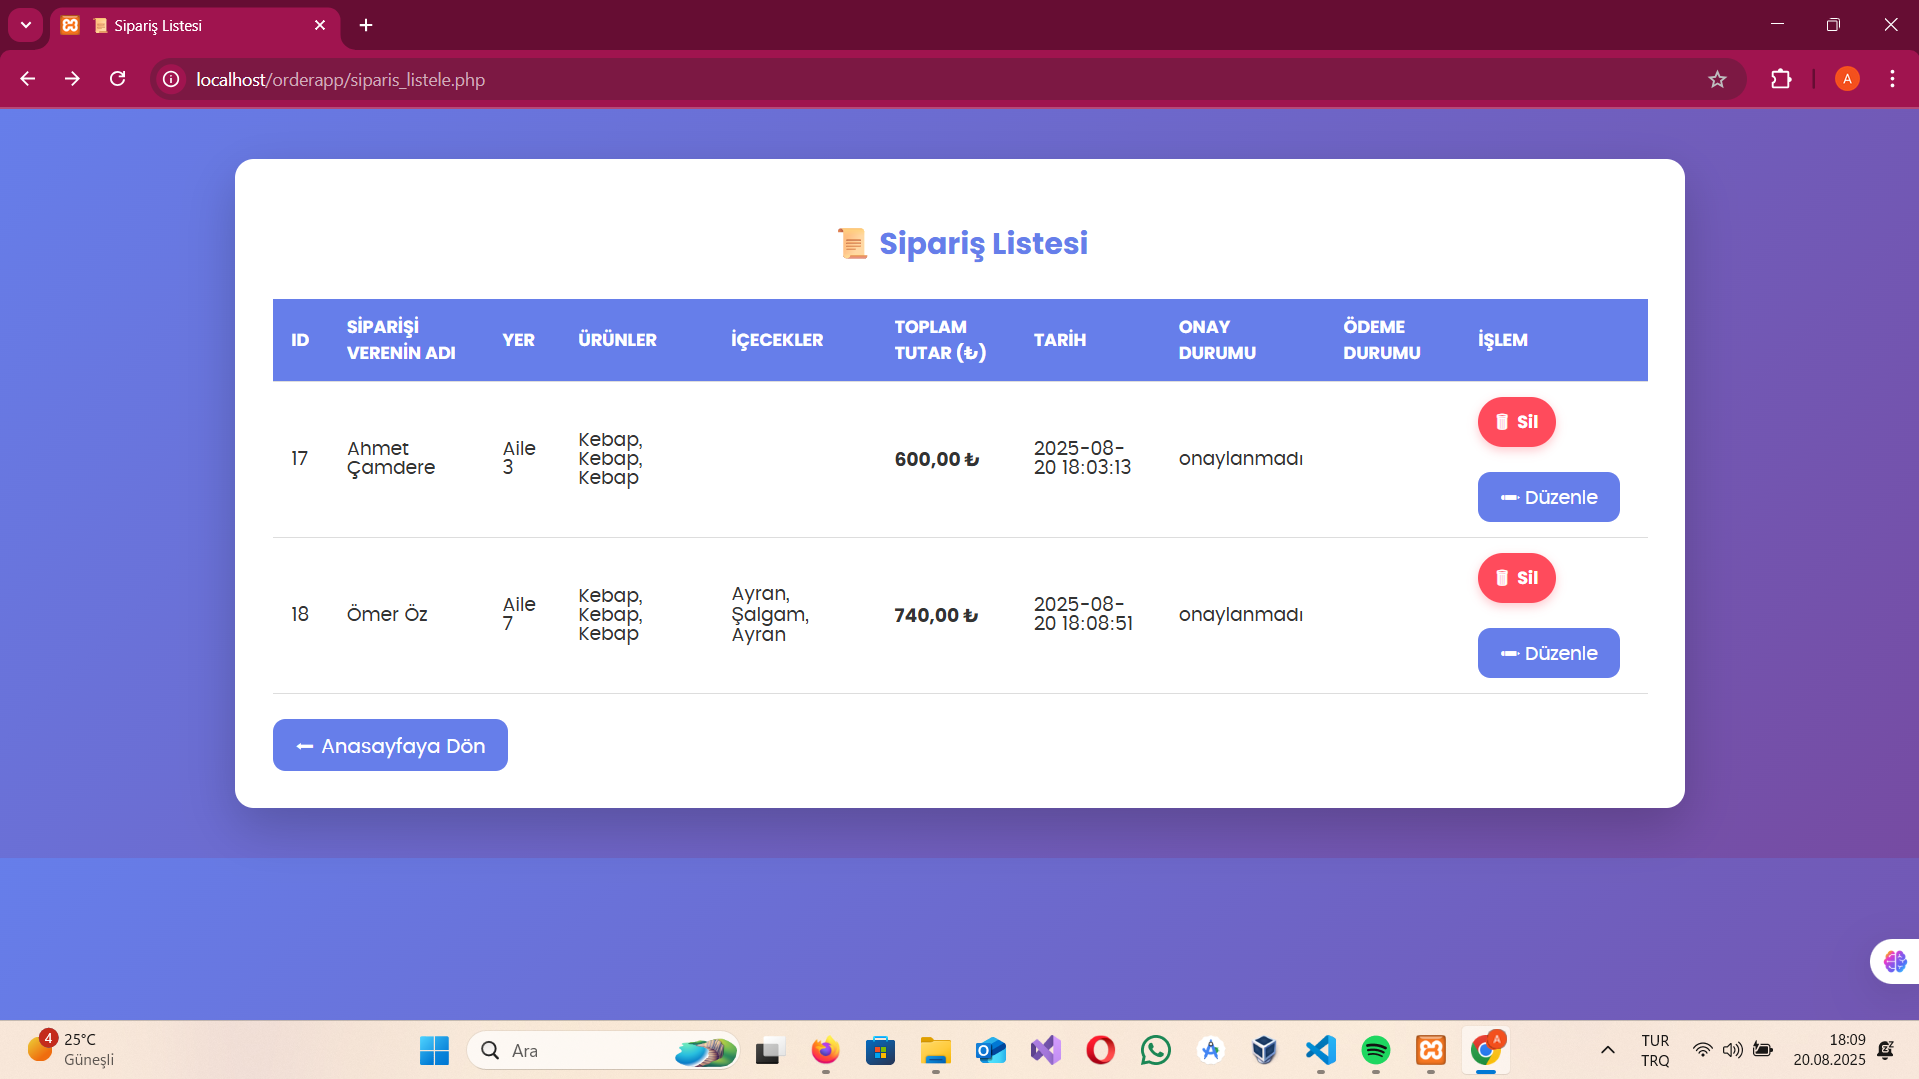 Sipariş Listesi
localhost/orderapp/siparis_listele.php
A
Sipariş Listesi
ID
SİPARİŞİ
VERENİN ADI
YER
ÜRÜNLER
İÇECEKLER
TOPLAM
TUTAR (₺)
TARİH
ONAY
DURUMU
ÖDEME
DURUMU
İŞLEM
17
Ahmet
Çamdere
Aile
3
Kebap,
Kebap,
Kebap
600,00 ₺
2025-08-
20 18:03:13
onaylanmadı
Sil
Düzenle
18
Ömer Öz
Aile
7
Kebap,
Kebap,
Kebap
Ayran,
Şalgam,
Ayran
740,00 ₺
2025-08-
20 18:08:51
onaylanmadı
Sil
Düzenle
Anasayfaya Dön
4
25°C
Güneşli
Ara
A
TUR
TRQ
18:09
20.08.2025